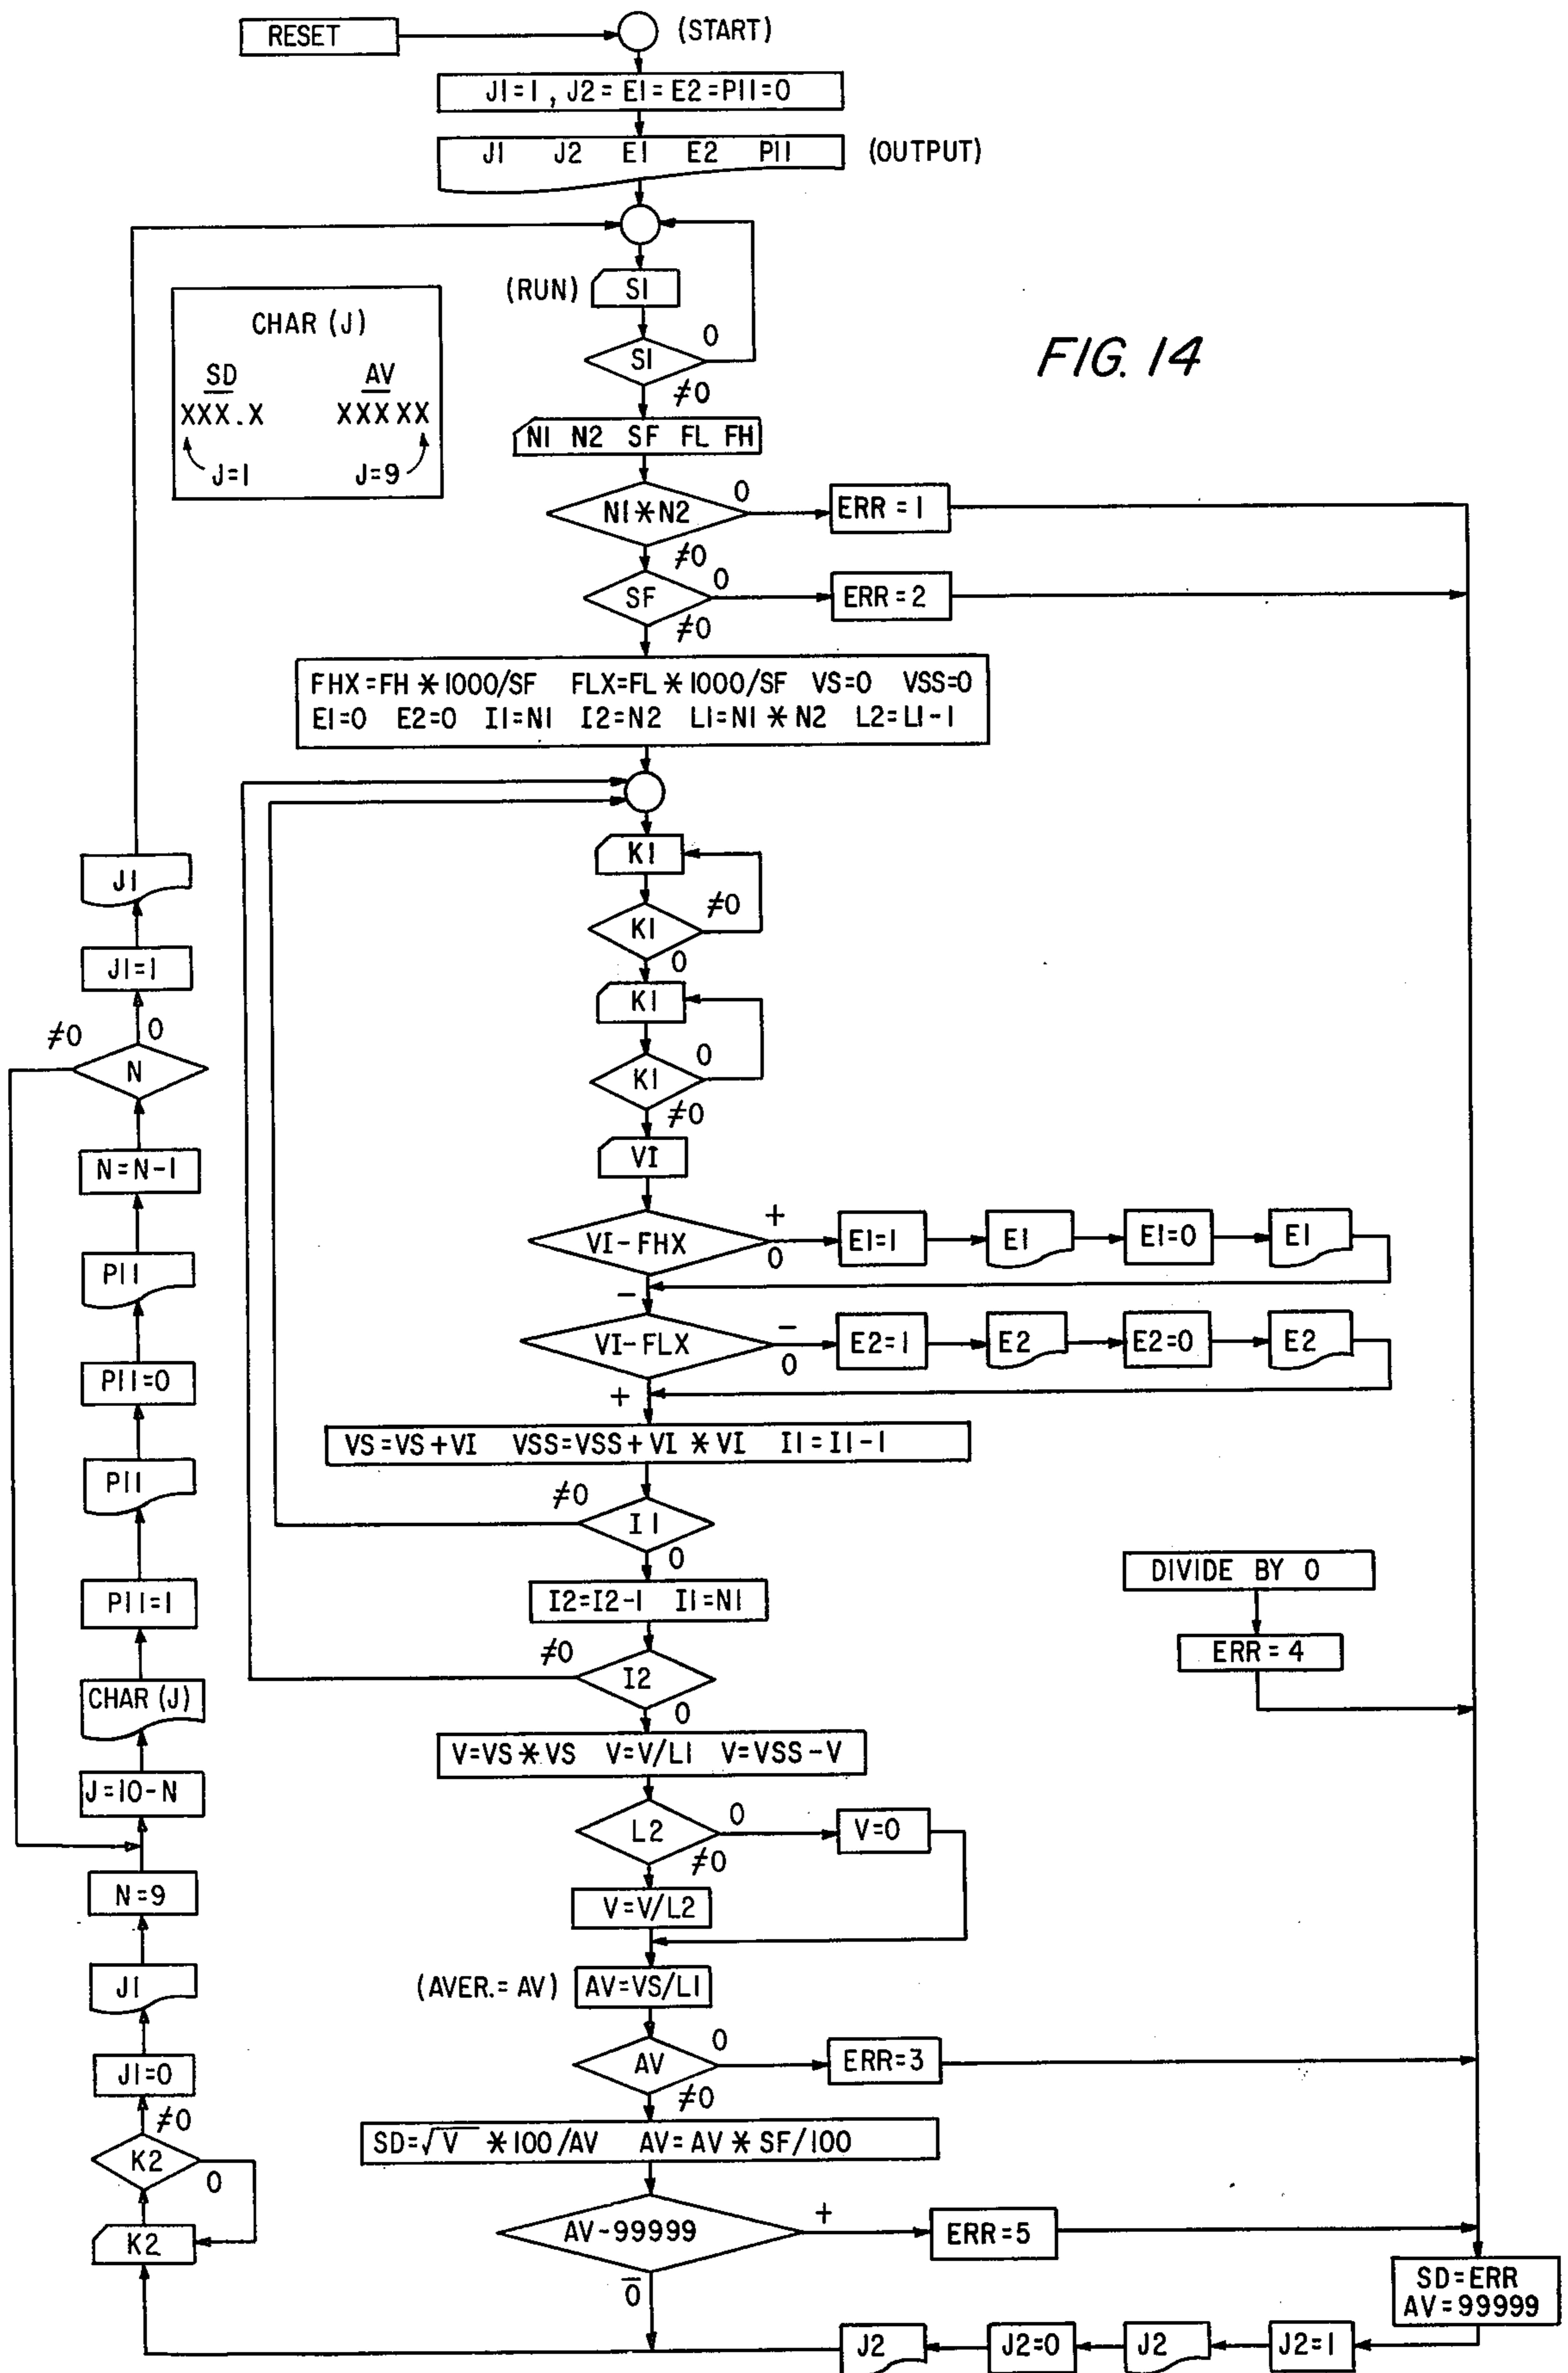 RESET
(START)
J1=1, J2=E1=E2=P11=0
J1 J2 E1 E2 P11
(OUTPUT)
(RUN)
S1
S1
0
≠0
CHAR (J)
SD AV
XXX.X XXXXX
J=1 J=9
FIG. 14
N1 N2 SF FL FH
N1*N2
0
ERR=1
≠0
SF
0
ERR=2
≠0
FHX=FH*1000/SF FLX=FL*1000/SF VS=0 VSS=0
E1=0 E2=0 I1=N1 I2=N2 L1=N1*N2 L2=L1-1
K1
K1
≠0
0
K1
K1
0
≠0
VI
VI-FHX
+
0
-
E1=1
E1
E1=0
E1
VI-FLX
-
0
+
E2=1
E2
E2=0
E2
VS=VS+VI VSS=VSS+VI*VI I1=I1-1
≠0
I1
0
I2=I2-1 I1=N1
≠0
I2
0
V=VS*VS V=V/L1 V=VSS-V
L2
0
V=0
≠0
V=V/L2
(AVER.=AV)
AV=VS/L1
AV
0
ERR=3
≠0
SD=√V *100/AV AV=AV*SF/100
AV-99999
+
ERR=5
-
0
DIVIDE BY 0
ERR=4
SD=ERR
AV=99999
J2=1
J2
J2=0
J2
K2
K2
0
≠0
J1=0
J1
N=9
J=10-N
CHAR (J)
P11=1
P11
P11=0
P11
N=N-1
N
≠0
0
J1=1
J1